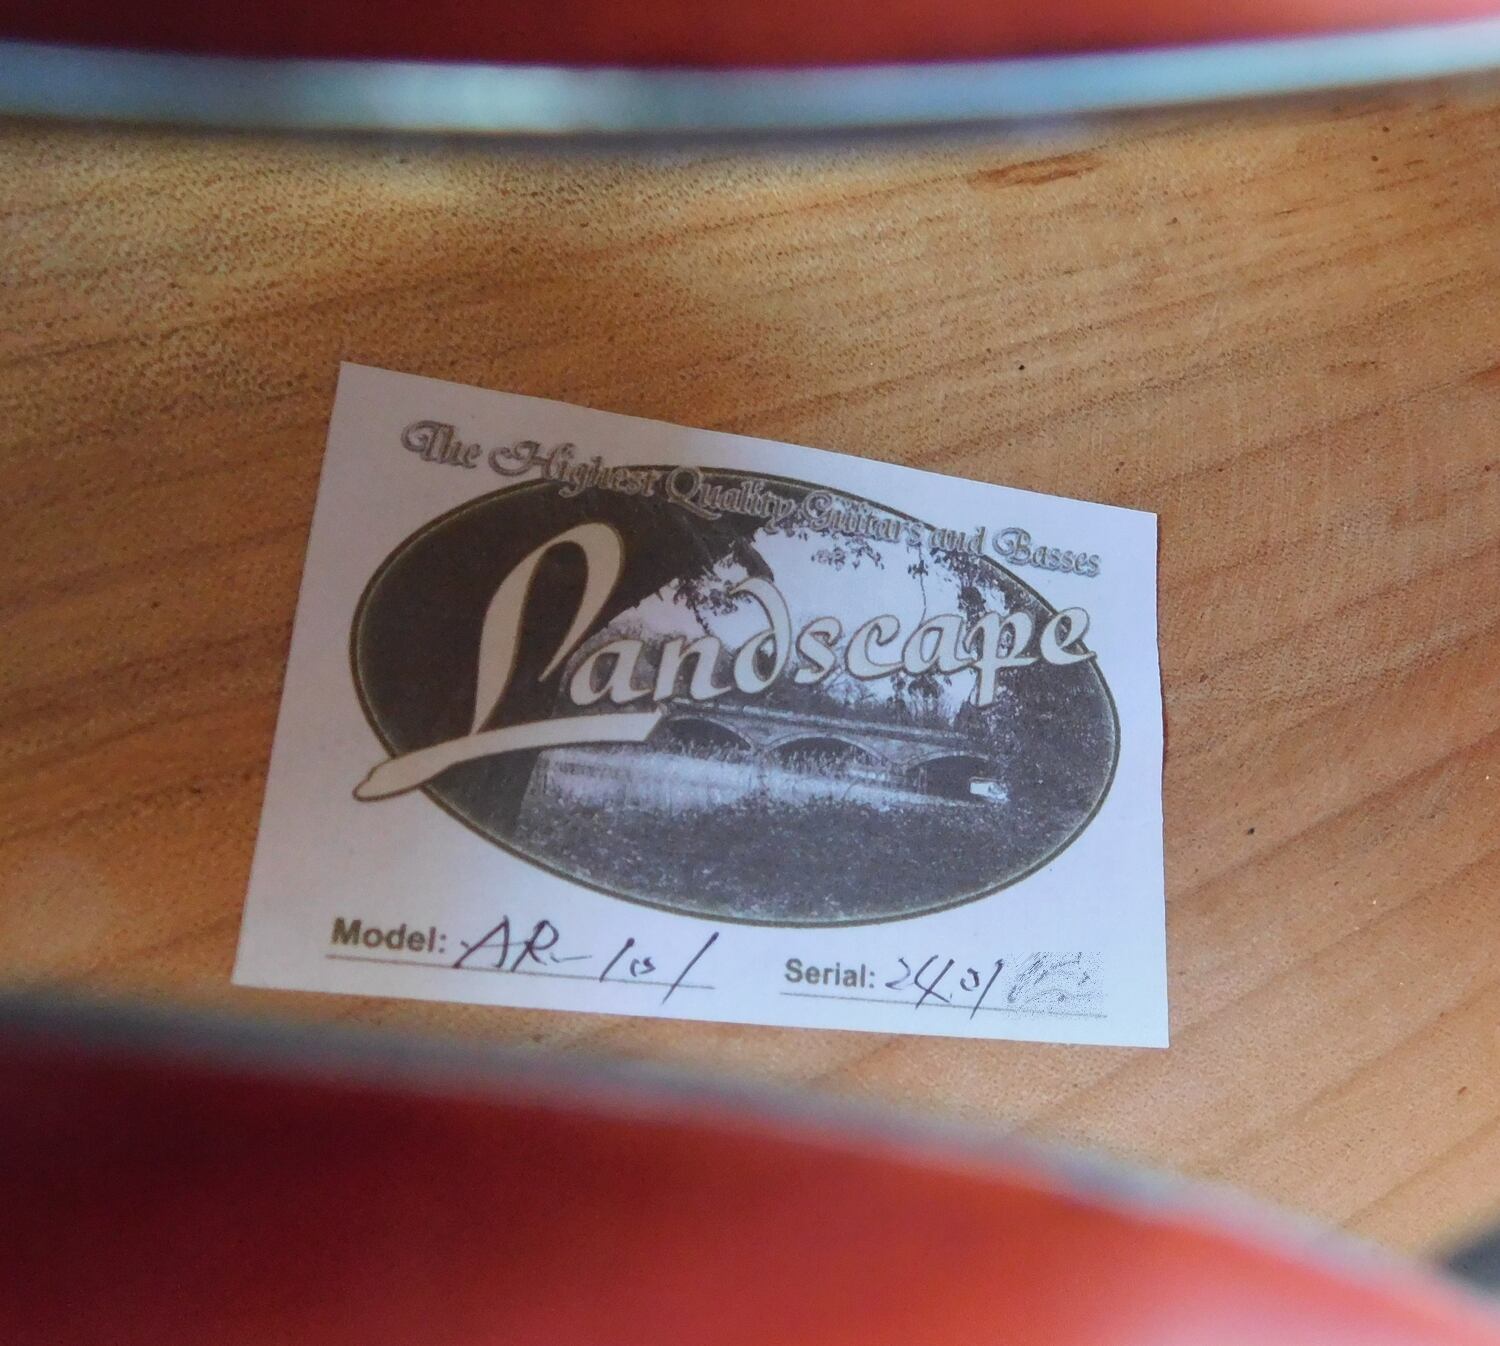 The Highest Quality Guitars and Basses
Landscape
Model: AR-101
Serial: 2401